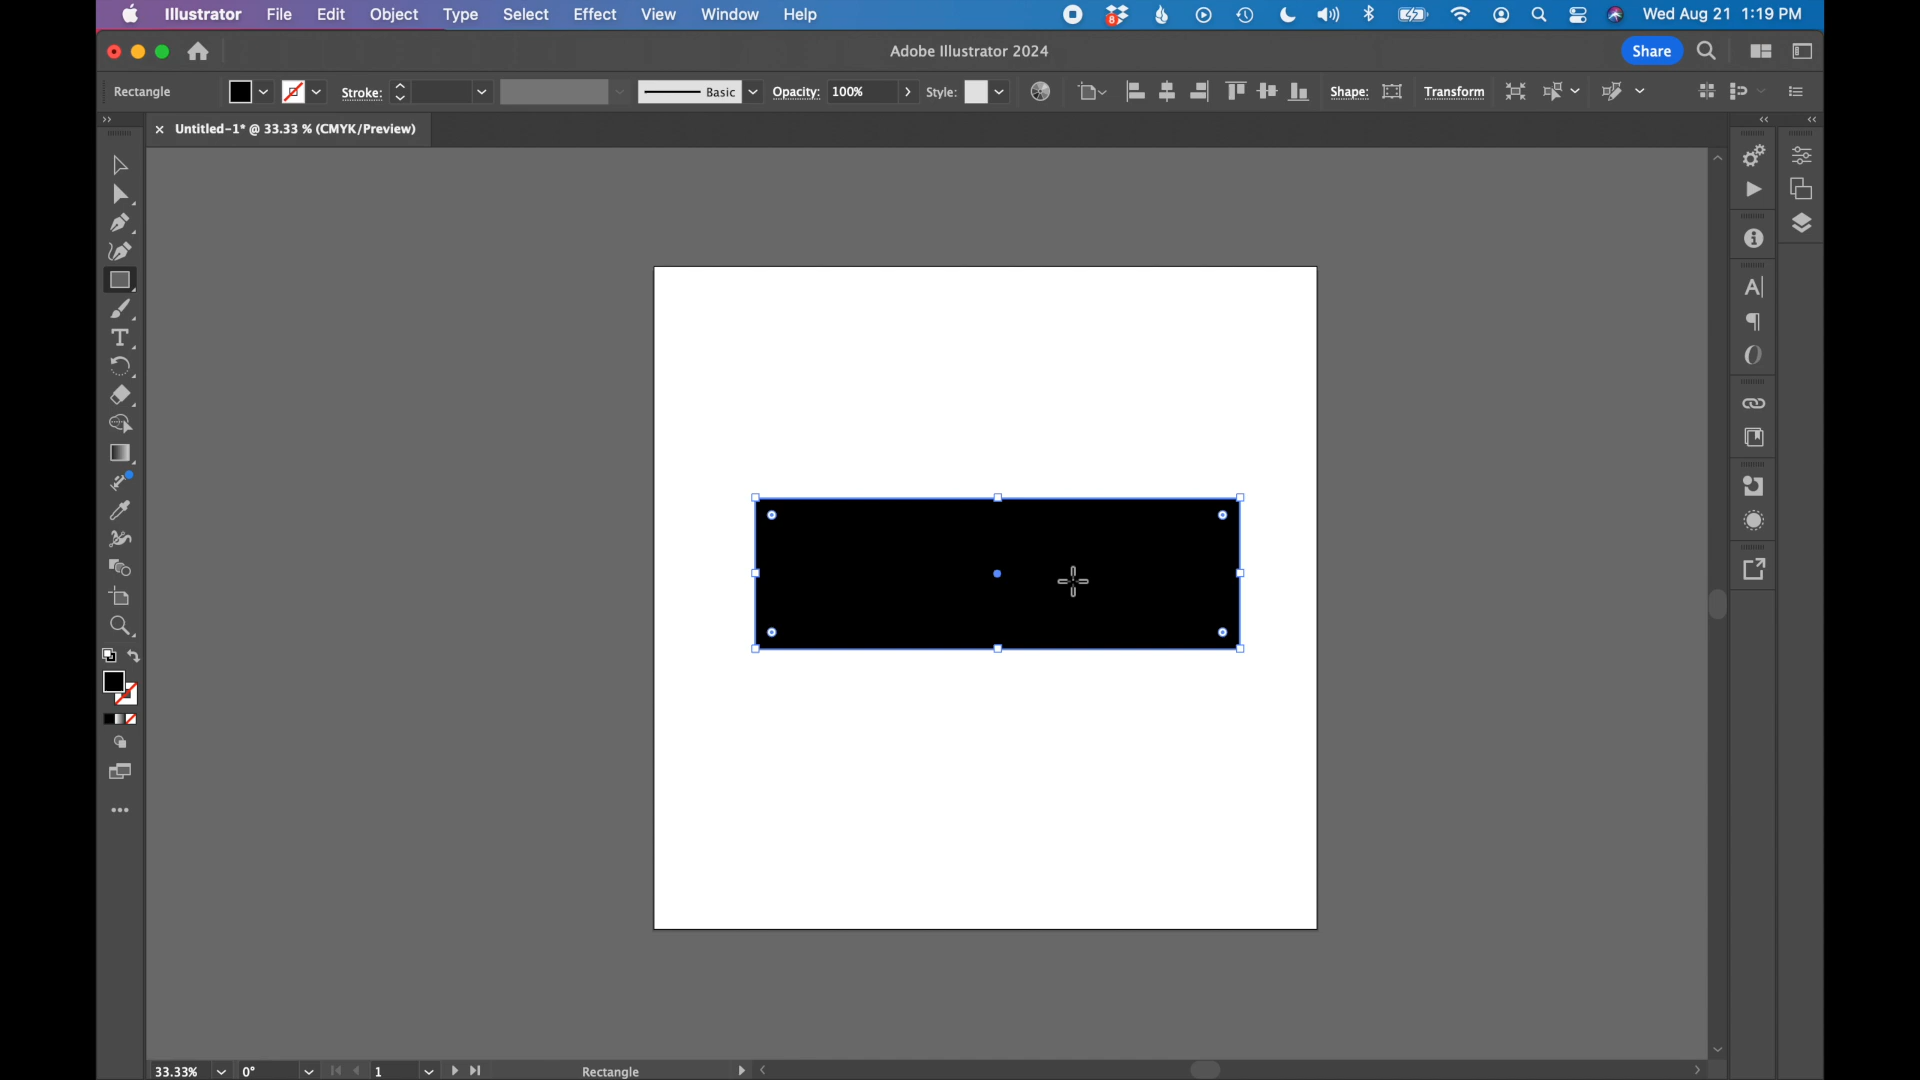 Illustrator File Edit Object Type Select Effect View Window Help 8 Wed Aug 21 1:19 PM
Adobe Illustrator 2024 Share
Rectangle Stroke: Basic Opacity: 100% Style: Shape: Transform
× Untitled-1* @ 33.33 % (CMYK/Preview)
33.33% 0° 1 Rectangle